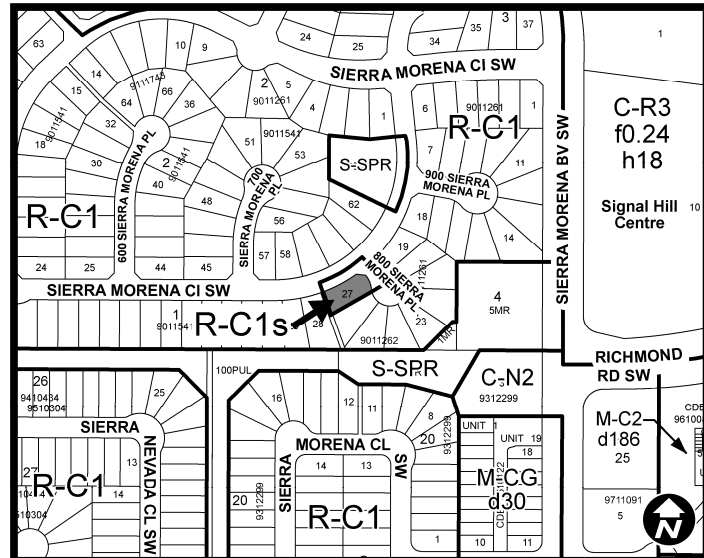 63
10
9
24
25
34
35
3
37
1
SIERRA MORENA CI SW
15
14
9111743
66
64
36
2
5
9011261
4
1
6
9011261
1
R-C1
C-R3
f0.24
h18
9011541
32
18
30
2
9011541
40
48
51
9011541
53
7
11
S-SPR
62
900 SIERRA
MORENA PL
18
14
Signal Hill
Centre
10
600 SIERRA MORENA PL
700
SIERRA MORENA
PL
56
57
58
19
R-C1
24
25
44
45
SIERRA MORENA CI SW
800 SIERRA
MORENA PL
11261
27
28
23
4
5MR
1MR
SIERRA MORENA BV SW
1
9011541
R-C1s
9011262
S-SPR
C-N2
9312299
RICHMOND
RD SW
100PUL
26
9410434
9510304
25
SIERRA
NEVADA CL SW
13
14
27
R-C1
510304
16
12
11
8
20
9312299
MORENA CL
SW
SIERRA
14
13
20
9312299
R-C1
1
UNIT 1
UNIT 19
18
M-CG
d30
10
11
M-C2
d186
25
9711091
5
N